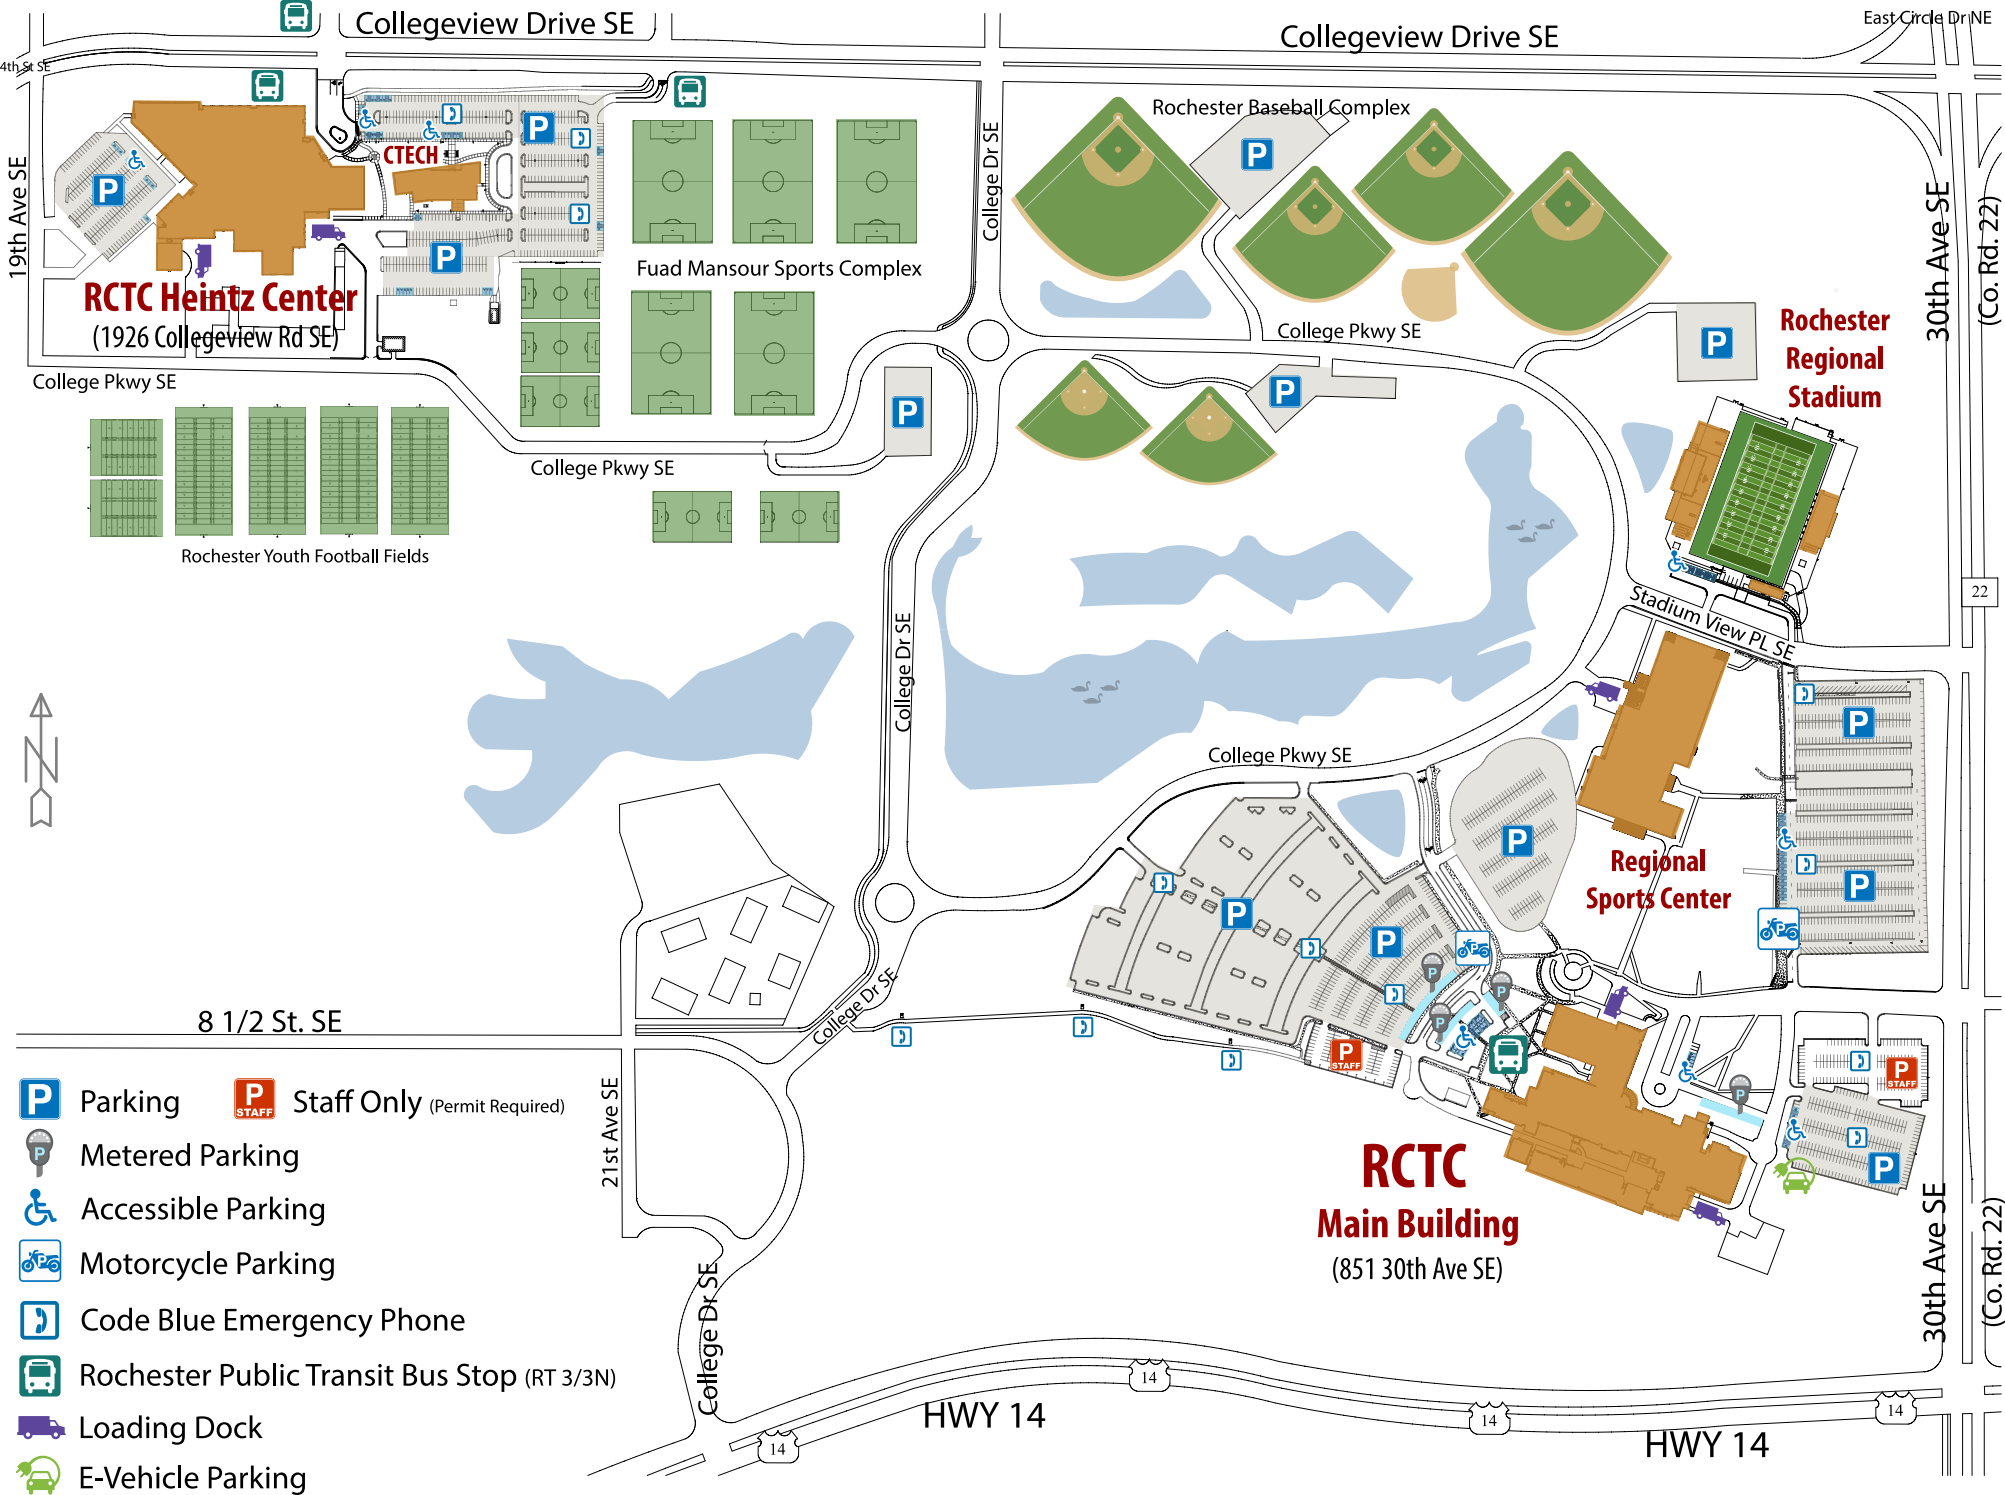 Collegeview Drive SE
Collegeview Drive SE
East Circle Dr NE
4th St SE
19th Ave SE
CTECH
P
P
P
RCTC Heintz Center
(1926 Collegeview Rd SE)
College Pkwy SE
Fuad Mansour Sports Complex
College Dr SE
Rochester Baseball Complex
P
College Pkwy SE
P
P
P
30th Ave SE
(Co. Rd. 22)
Rochester
Regional
Stadium
College Pkwy SE
Rochester Youth Football Fields
22
Stadium View PL SE
College Dr SE
N
College Pkwy SE
P
P
P
P
P
Regional
Sports Center
P
P
P
P
P
P
College Dr SE
8 1/2 St. SE
21st Ave SE
P
STAFF
P
STAFF
P
P
RCTC
Main Building
(851 30th Ave SE)
30th Ave SE
(Co. Rd. 22)
College Dr SE
HWY 14
HWY 14
14
14
14
14
P Parking
P
STAFF
Staff Only (Permit Required)
P Metered Parking
Accessible Parking
P Motorcycle Parking
Code Blue Emergency Phone
Rochester Public Transit Bus Stop (RT 3/3N)
Loading Dock
E-Vehicle Parking